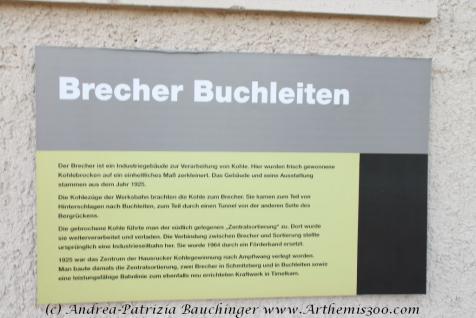 Brecher Buchleiten
Der Brecher ist ein Industriegebäude zur Verarbeitung von Kohle. Hier wurden frisch gewonnene
Kohlebrocken auf ein einheitliches Maß zerkleinert. Das Gebäude und seine Ausstattung
stammen aus dem Jahr 1925.
Die Kohlezüge der Werksbahn brachten die Kohle zum Brecher. Sie kamen zum Teil von
Hinterschlagen nach Buchleiten, zum Teil durch einen Tunnel von der anderen Seite des
Bergrückens.
Die gebrochene Kohle führte man der südlich gelegenen „Zentralsortierung" zu. Dort wurde
sie weiterverarbeitet und verladen. Die Verbindung zwischen Brecher und Sortierung stellte
ursprünglich eine Industrieseilbahn her. Sie wurde 1964 durch ein Förderband ersetzt.
1925 war das Zentrum der Hausrucker Kohlegewinnung nach Ampflwang verlegt worden.
Man baute damals die Zentralsortierung, zwei Brecher in Schmitzberg und in Buchleiten sowie
eine leistungsfähige Bahnlinie zum ebenfalls neu errichteten Kraftwerk in Timelkam.
(c) Andrea-Patrizia Bauchinger www.Arthemis300.com